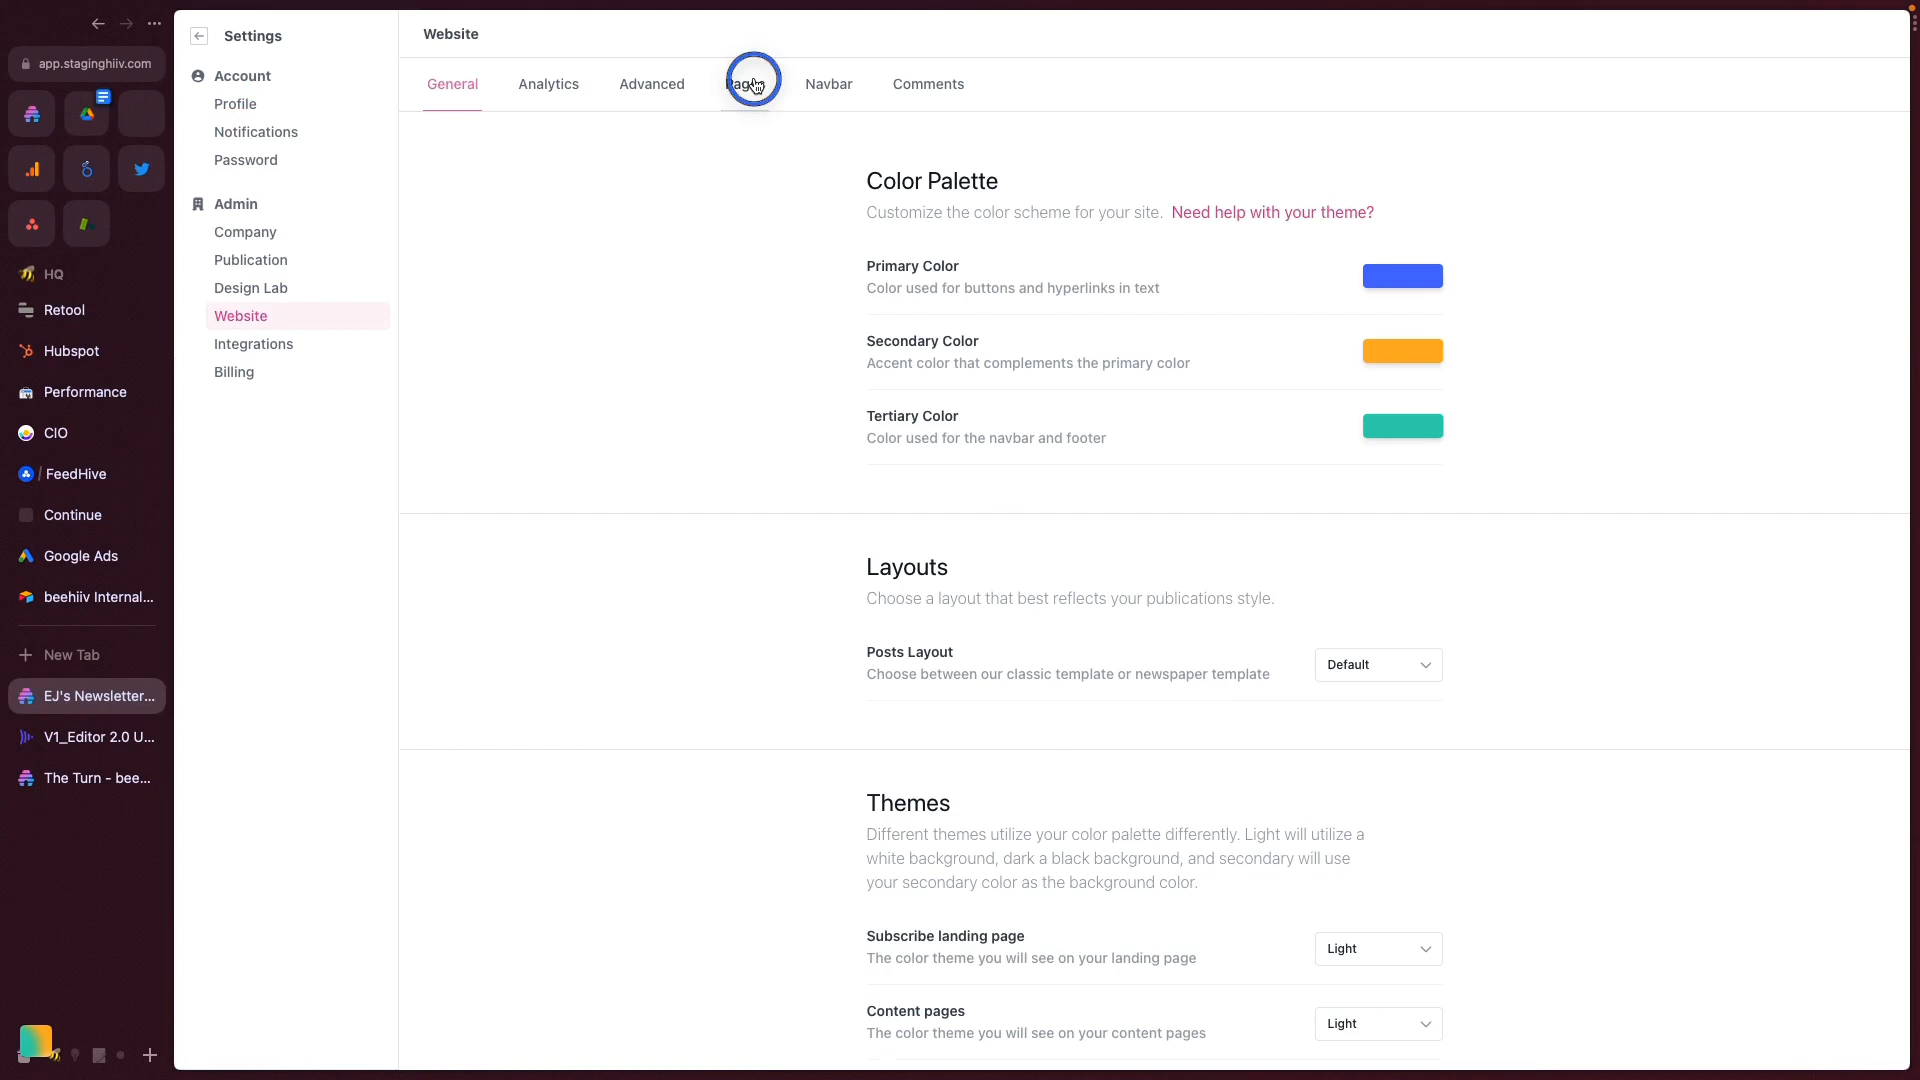 Settings
Website
app.staginghiiv.com
Account
Profile
Notifications
Password
Admin
Company
Publication
Design Lab
Website
Integrations
Billing
HQ
Retool
Hubspot
Performance
CIO
/ FeedHive
Continue
Google Ads
beehiiv Internal...
New Tab
EJ's Newsletter...
V1_Editor 2.0 U...
The Turn - bee...
General
Analytics
Advanced
Navbar
Comments
Color Palette
Customize the color scheme for your site. Need help with your theme?
Primary Color
Color used for buttons and hyperlinks in text
Secondary Color
Accent color that complements the primary color
Tertiary Color
Color used for the navbar and footer
Layouts
Choose a layout that best reflects your publications style.
Posts Layout
Choose between our classic template or newspaper template
Default
Themes
Different themes utilize your color palette differently. Light will utilize a
white background, dark a black background, and secondary will use
your secondary color as the background color.
Subscribe landing page
The color theme you will see on your landing page
Light
Content pages
The color theme you will see on your content pages
Light